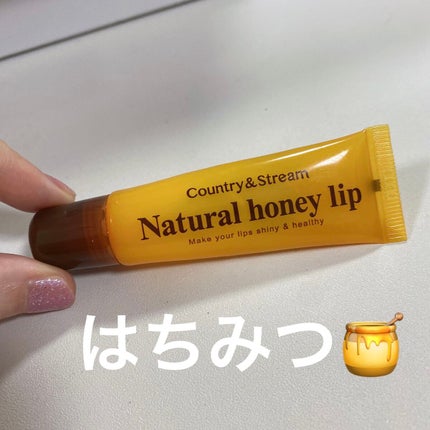 Country&Stream
Natural honey lip
Make your lips shiny & healthy
はちみつ🍯